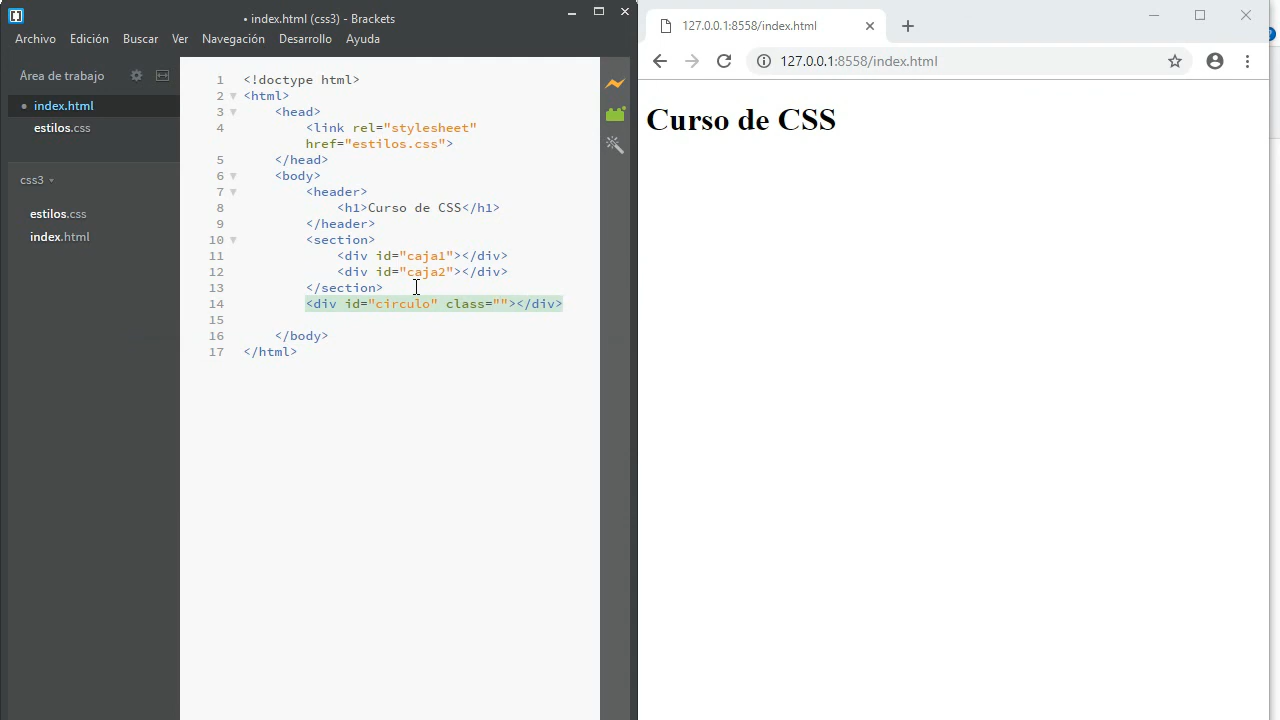 • index.html (css3) - Brackets
Archivo Edición Buscar Ver Navegación Desarrollo Ayuda
Área de trabajo
• index.html
estilos.css
css3
estilos.css
index.html
1 <!doctype html>
2 <html>
3 <head>
4 <link rel="stylesheet"
href="estilos.css">
5 </head>
6 <body>
7 <header>
8 <h1>Curso de CSS</h1>
9 </header>
10 <section>
11 <div id="caja1"></div>
12 <div id="caja2"></div>
13 </section>
14 <div id="circulo" class=""></div>
15
16 </body>
17 </html>
127.0.0.1:8558/index.html
127.0.0.1:8558/index.html
Curso de CSS